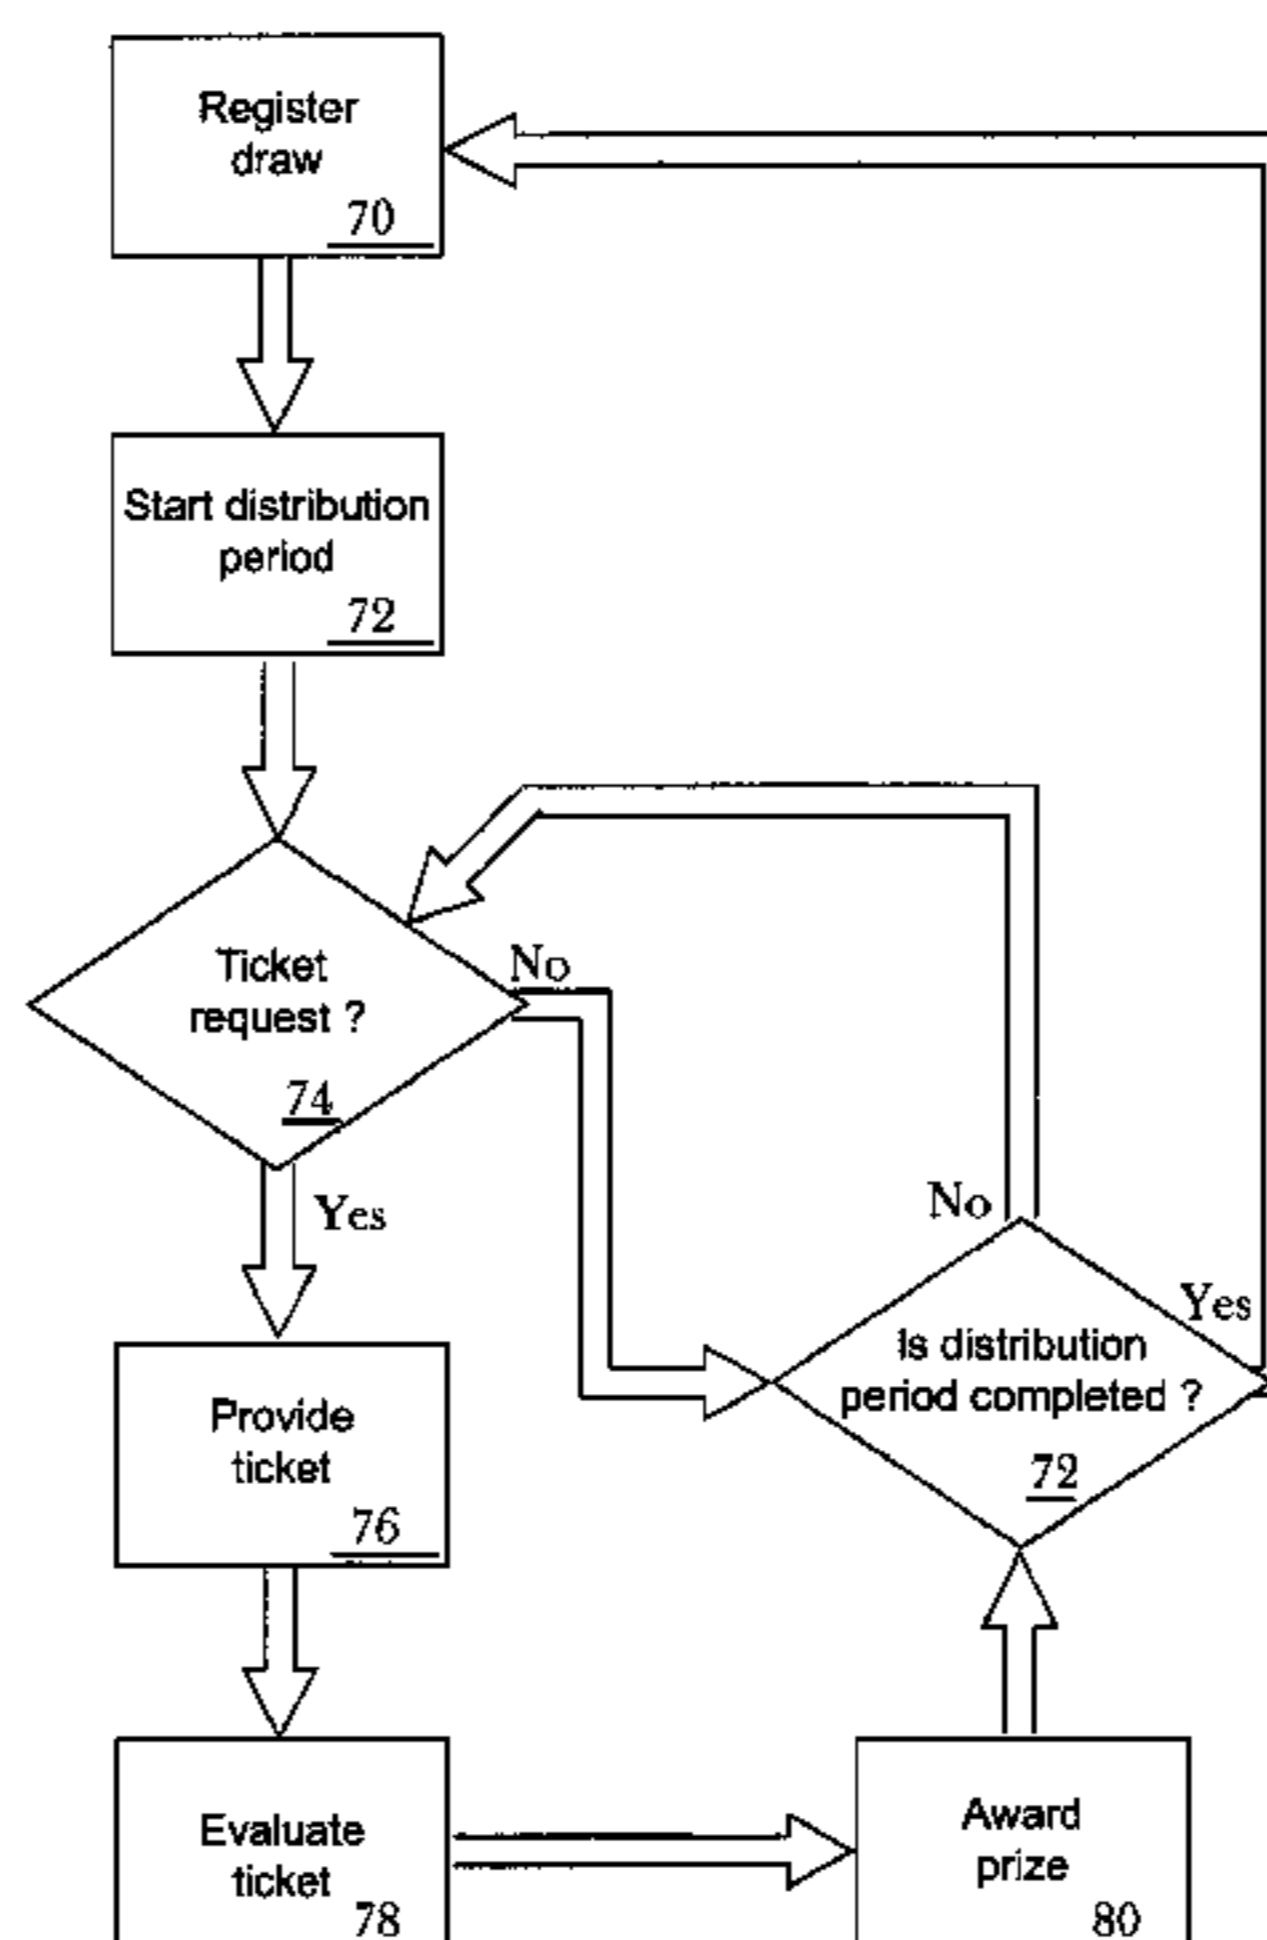 Register
draw
70
Start distribution
period
72
Ticket
request ?
74
No
Yes
No
Yes
Is distribution
period completed ?
72
Provide
ticket
76
Evaluate
ticket
78
Award
prize
80